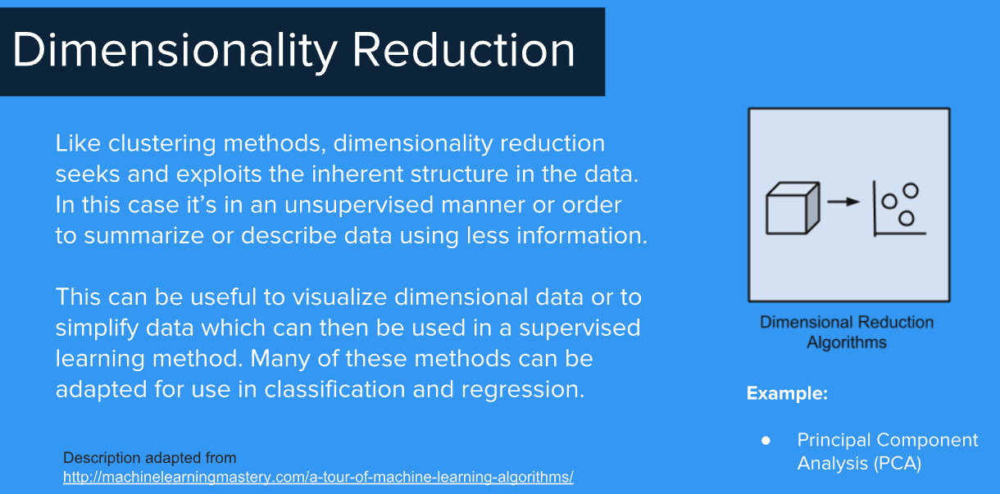 Dimensionality Reduction
Like clustering methods, dimensionality reduction
seeks and exploits the inherent structure in the data.
In this case it’s in an unsupervised manner or order
to summarize or describe data using less information.
This can be useful to visualize dimensional data or to
simplify data which can then be used in a supervised
learning method. Many of these methods can be
adapted for use in classification and regression.
Description adapted from
http://machinelearningmastery.com/a-tour-of-machine-learning-algorithms/
Dimensional Reduction
Algorithms
Example:
● Principal Component
Analysis (PCA)